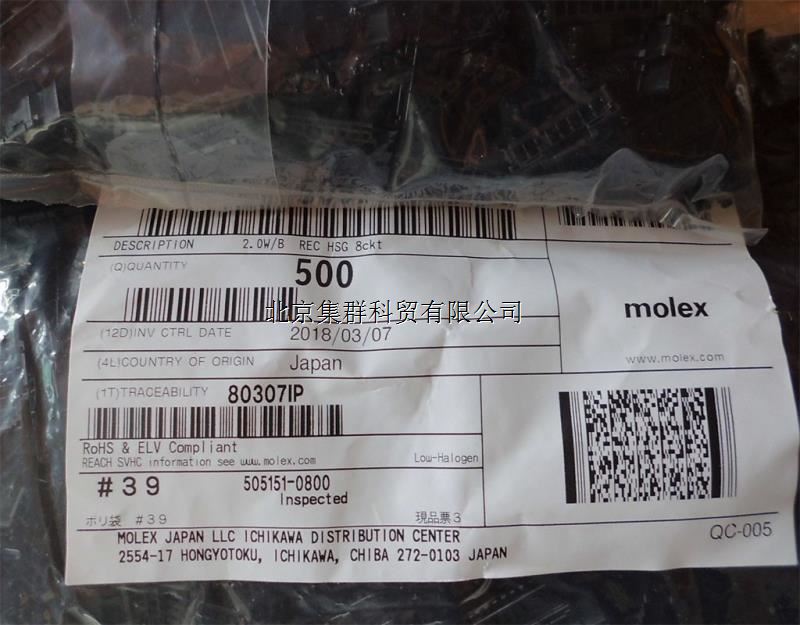 DESCRIPTION 2.0W/B REC HSG 8ckt
(Q)QUANTITY 500
北京集群科贸有限公司
(12D)INV CTRL DATE 2018/03/07
(4L)COUNTRY OF ORIGIN Japan
(1T)TRACEABILITY 80307IP
RoHS & ELV Compliant
REACH SVHC information see www.molex.com Low-Halogen
#39 505151-0800
Inspected
ポリ袋 #39 現品票3
MOLEX JAPAN LLC ICHIKAWA DISTRIBUTION CENTER
2554-17 HONGYOTOKU, ICHIKAWA, CHIBA 272-0103 JAPAN
molex
www.molex.com
QC-005